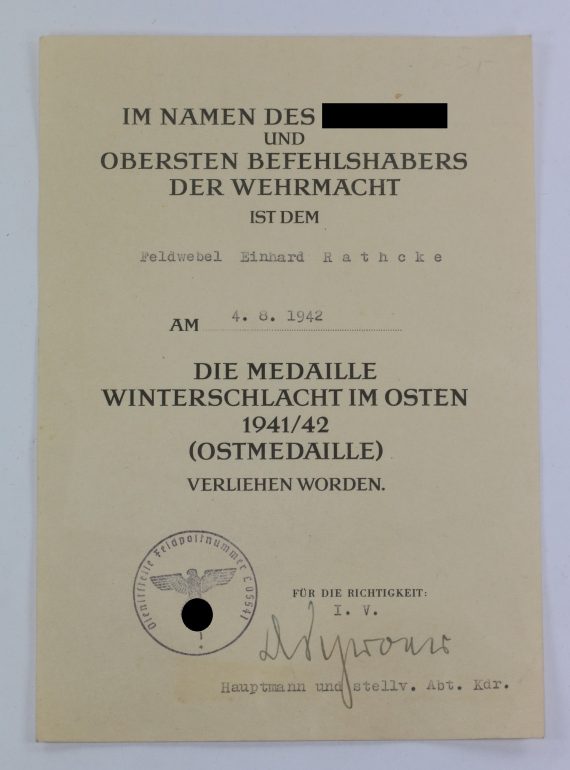 IM NAMEN DES
UND
OBERSTEN BEFEHLSHABERS
DER WEHRMACHT
IST DEM
Feldwebel Einhard Rathcke
AM 4. 8. 1942
DIE MEDAILLE
WINTERSCHLACHT IM OSTEN
1941/42
(OSTMEDAILLE)
VERLIEHEN WORDEN.
Dienststelle Feldpostnummer
FÜR DIE RICHTIGKEIT:
I. V.
Hauptmann und stellv. Abt. Kdr.